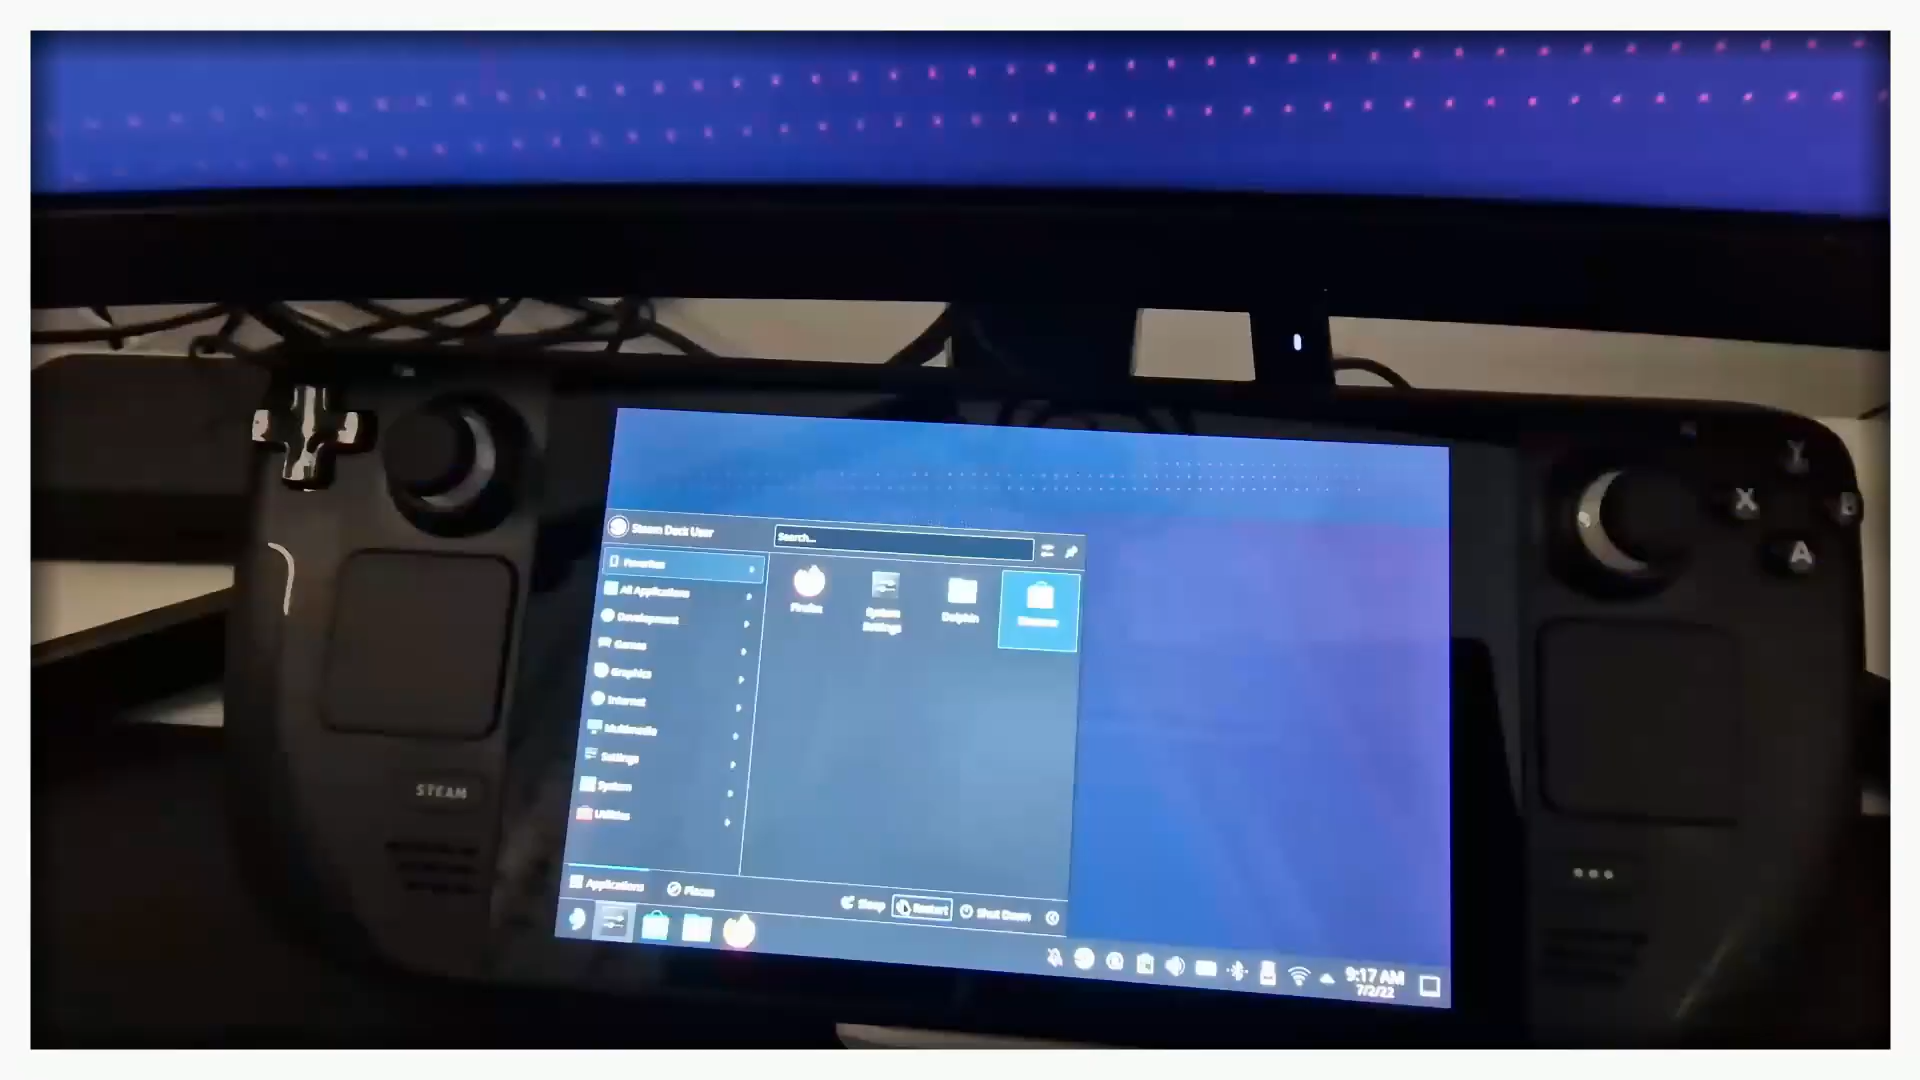 Steam Deck User
Search...
Favorites
All Applications
Development
Games
Graphics
Internet
Multimedia
Settings
System
Utilities
Firefox
System
Settings
Dolphin
Discover
Applications
Places
Sleep
Restart
Shut Down
9:17 AM
7/2/22
STEAM
Y
X
B
A